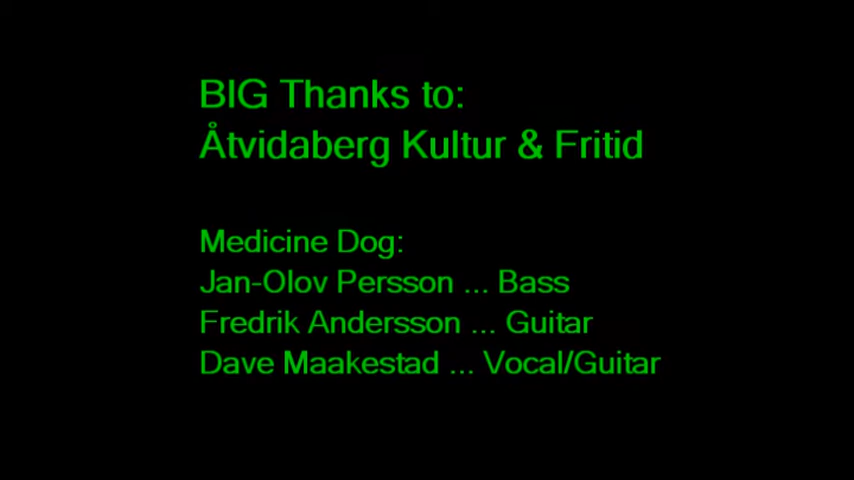 BIG Thanks to:
Åtvidaberg Kultur & Fritid
Medicine Dog:
Jan-Olov Persson ... Bass
Fredrik Andersson ... Guitar
Dave Maakestad ... Vocal/Guitar